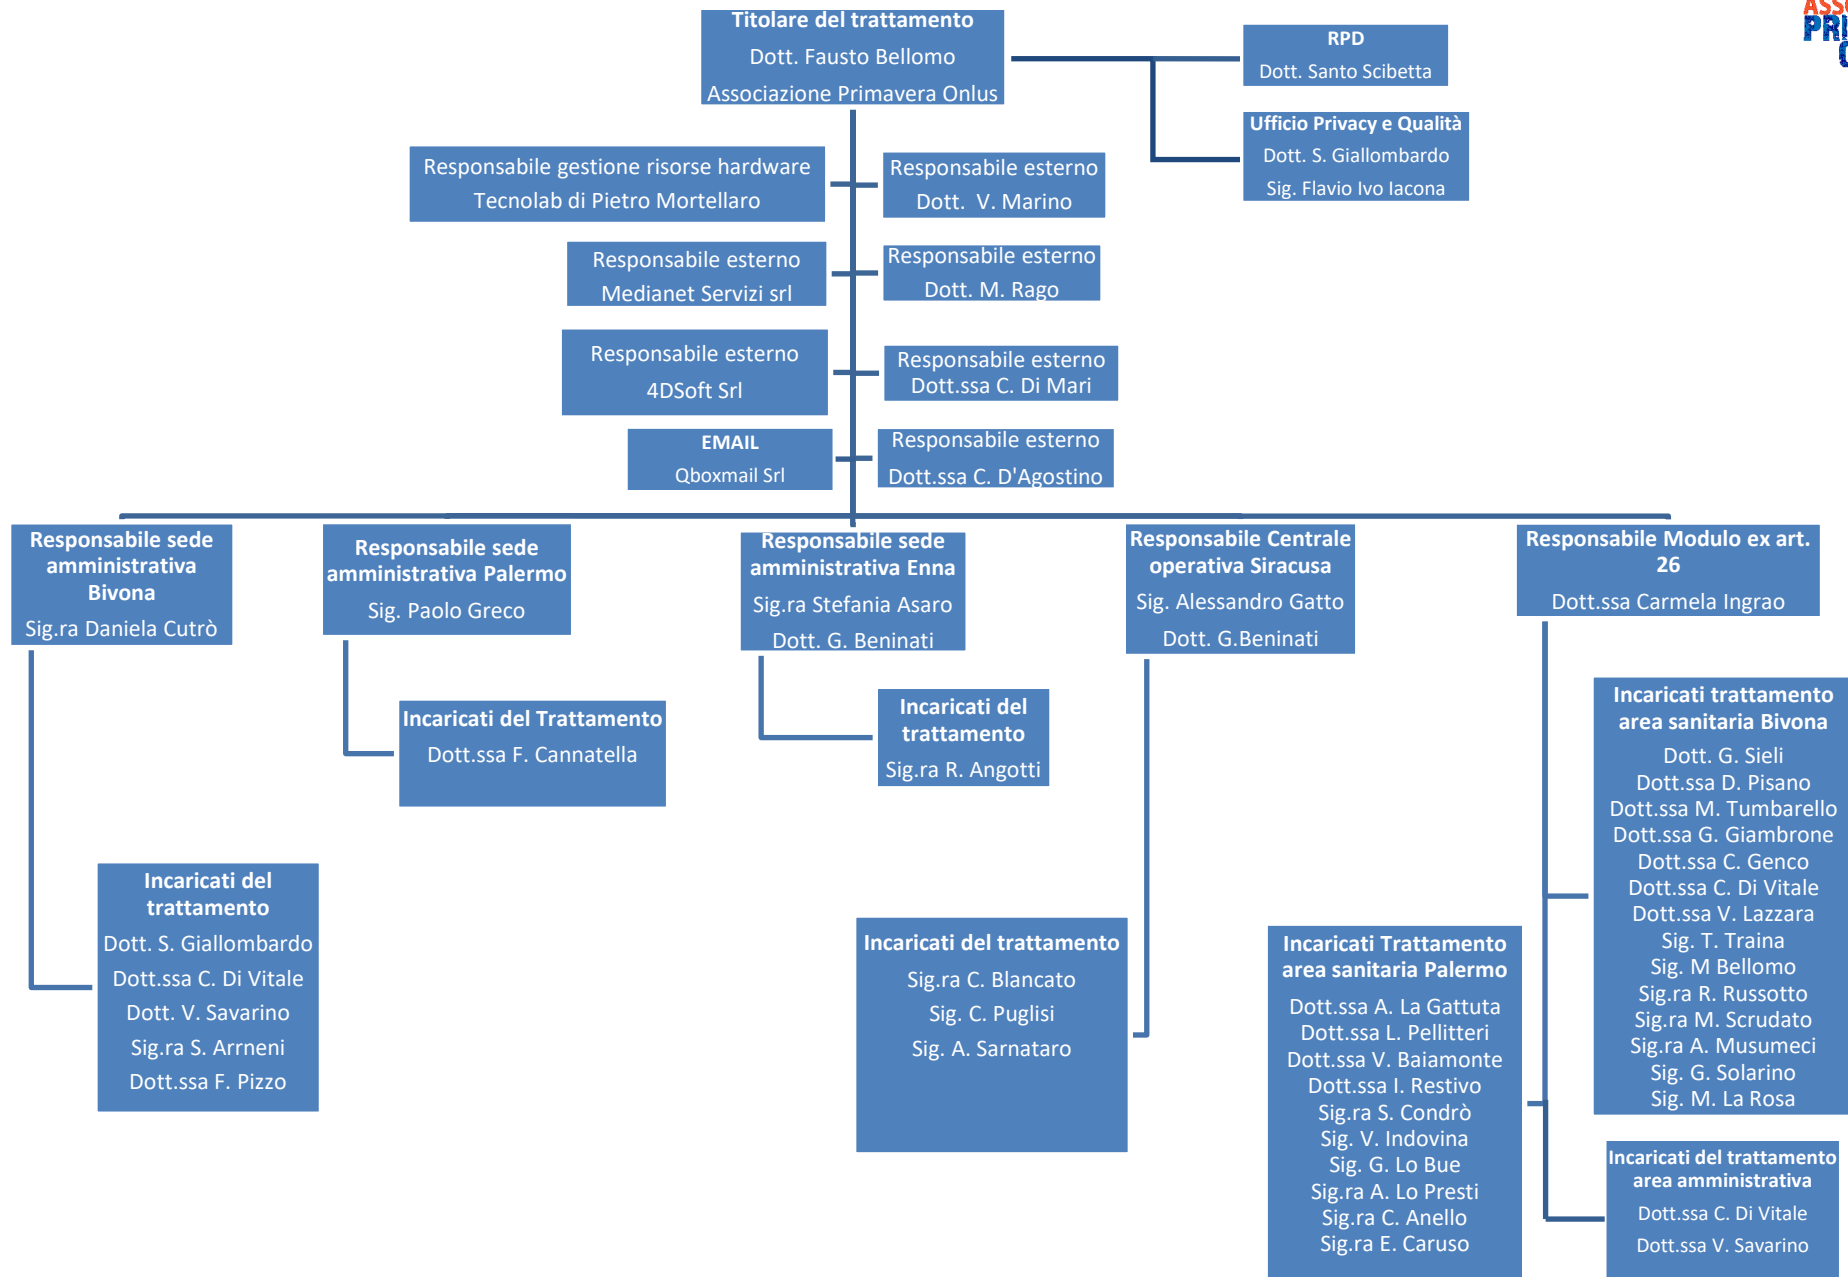 Titolare del trattamento
Dott. Fausto Bellomo
Associazione Primavera Onlus
RPD
Dott. Santo Scibetta
Ufficio Privacy e Qualità
Dott. S. Giallombardo
Sig. Flavio Ivo Iacona
Responsabile gestione risorse hardware
Tecnolab di Pietro Mortellaro
Responsabile esterno
Dott. V. Marino
Responsabile esterno
Medianet Servizi srl
Responsabile esterno
Dott. M. Rago
Responsabile esterno
4DSoft Srl
Responsabile esterno
Dott.ssa C. Di Mari
EMAIL
Qboxmail Srl
Responsabile esterno
Dott.ssa C. D'Agostino
Responsabile sede
amministrativa
Bivona
Sig.ra Daniela Cutrò
Responsabile sede
amministrativa Palermo
Sig. Paolo Greco
Responsabile sede
amministrativa Enna
Sig.ra Stefania Asaro
Dott. G. Beninati
Responsabile Centrale
operativa Siracusa
Sig. Alessandro Gatto
Dott. G.Beninati
Responsabile Modulo ex art.
26
Dott.ssa Carmela Ingrao
Incaricati del
trattamento
Dott. S. Giallombardo
Dott.ssa C. Di Vitale
Dott. V. Savarino
Sig.ra S. Arrneni
Dott.ssa F. Pizzo
Incaricati del Trattamento
Dott.ssa F. Cannatella
Incaricati del
trattamento
Sig.ra R. Angotti
Incaricati del trattamento
Sig.ra C. Blancato
Sig. C. Puglisi
Sig. A. Sarnataro
Incaricati Trattamento
area sanitaria Palermo
Dott.ssa A. La Gattuta
Dott.ssa L. Pellitteri
Dott.ssa V. Baiamonte
Dott.ssa I. Restivo
Sig.ra S. Condrò
Sig. V. Indovina
Sig. G. Lo Bue
Sig.ra A. Lo Presti
Sig.ra C. Anello
Sig.ra E. Caruso
Incaricati trattamento
area sanitaria Bivona
Dott. G. Sieli
Dott.ssa D. Pisano
Dott.ssa M. Tumbarello
Dott.ssa G. Giambrone
Dott.ssa C. Genco
Dott.ssa C. Di Vitale
Dott.ssa V. Lazzara
Sig. T. Traina
Sig. M Bellomo
Sig.ra R. Russotto
Sig.ra M. Scrudato
Sig.ra A. Musumeci
Sig. G. Solarino
Sig. M. La Rosa
Incaricati del trattamento
area amministrativa
Dott.ssa C. Di Vitale
Dott.ssa V. Savarino